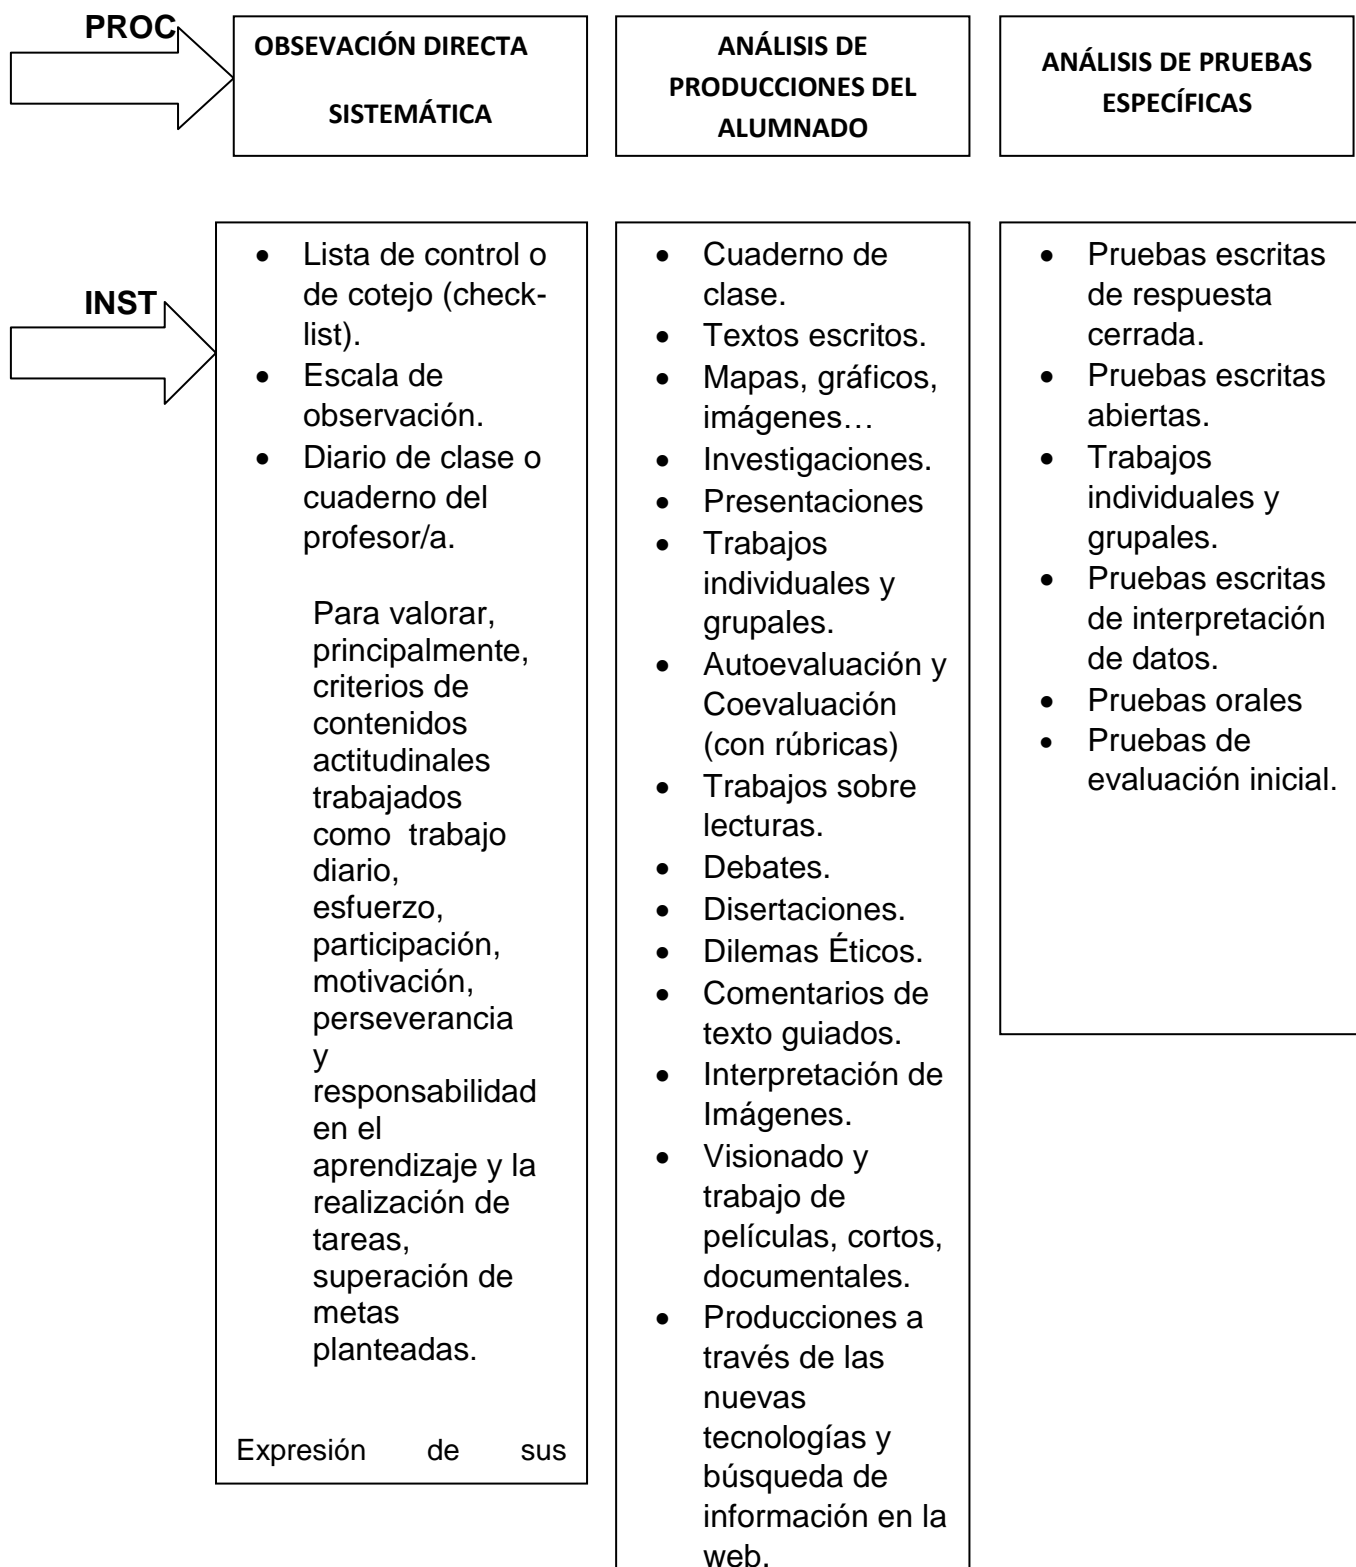 PROC
OBSEVACIÓN DIRECTA
SISTEMÁTICA
ANÁLISIS DE
PRODUCCIONES DEL
ALUMNADO
ANÁLISIS DE PRUEBAS
ESPECÍFICAS
INST
• Lista de control o
de cotejo (check-
list).
• Escala de
observación.
• Diario de clase o
cuaderno del
profesor/a.
Para valorar,
principalmente,
criterios de
contenidos
actitudinales
trabajados
como trabajo
diario,
esfuerzo,
participación,
motivación,
perseverancia
y
responsabilidad
en el
aprendizaje y la
realización de
tareas,
superación de
metas
planteadas.
Expresión de sus
• Cuaderno de
clase.
• Textos escritos.
• Mapas, gráficos,
imágenes…
• Investigaciones.
• Presentaciones
• Trabajos
individuales y
grupales.
• Autoevaluación y
Coevaluación
(con rúbricas)
• Trabajos sobre
lecturas.
• Debates.
• Disertaciones.
• Dilemas Éticos.
• Comentarios de
texto guiados.
• Interpretación de
Imágenes.
• Visionado y
trabajo de
películas, cortos,
documentales.
• Producciones a
través de las
nuevas
tecnologías y
búsqueda de
información en la
web.
• Pruebas escritas
de respuesta
cerrada.
• Pruebas escritas
abiertas.
• Trabajos
individuales y
grupales.
• Pruebas escritas
de interpretación
de datos.
• Pruebas orales
• Pruebas de
evaluación inicial.